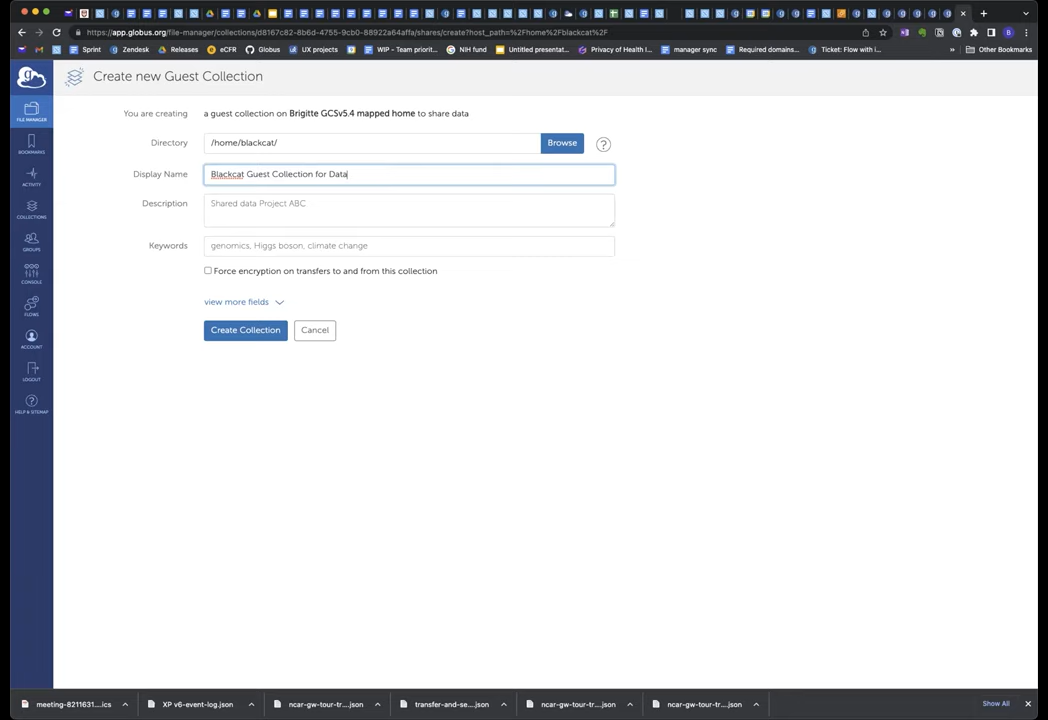 https://app.globus.org/file-manager/collections/d8167c82-8b6d-4755-9cb0-88922a64affa/shares/create?host_path=%2Fhome%2Fblackcat%2F
Sprint Zendesk Releases eCFR Globus UX projects WIP - Team priorit... NIH fund Untitled presentat... Privacy of Health I... manager sync Required domains... Ticket: Flow with i... » Other Bookmarks
Create new Guest Collection
FILE MANAGER
You are creating a guest collection on Brigitte GCSv5.4 mapped home to share data
Directory /home/blackcat/ Browse ?
BOOKMARKS
Display Name Blackcat Guest Collection for Data
ACTIVITY
Description Shared data Project ABC
COLLECTIONS
Keywords genomics, Higgs boson, climate change
GROUPS
Force encryption on transfers to and from this collection
CONSOLE
view more fields
FLOWS
Create Collection Cancel
ACCOUNT
LOGOUT
HELP & SITEMAP
meeting-8211631....ics XP v6-event-log.json ncar-gw-tour-tr....json transfer-and-se....json ncar-gw-tour-tr....json ncar-gw-tour-tr....json Show All